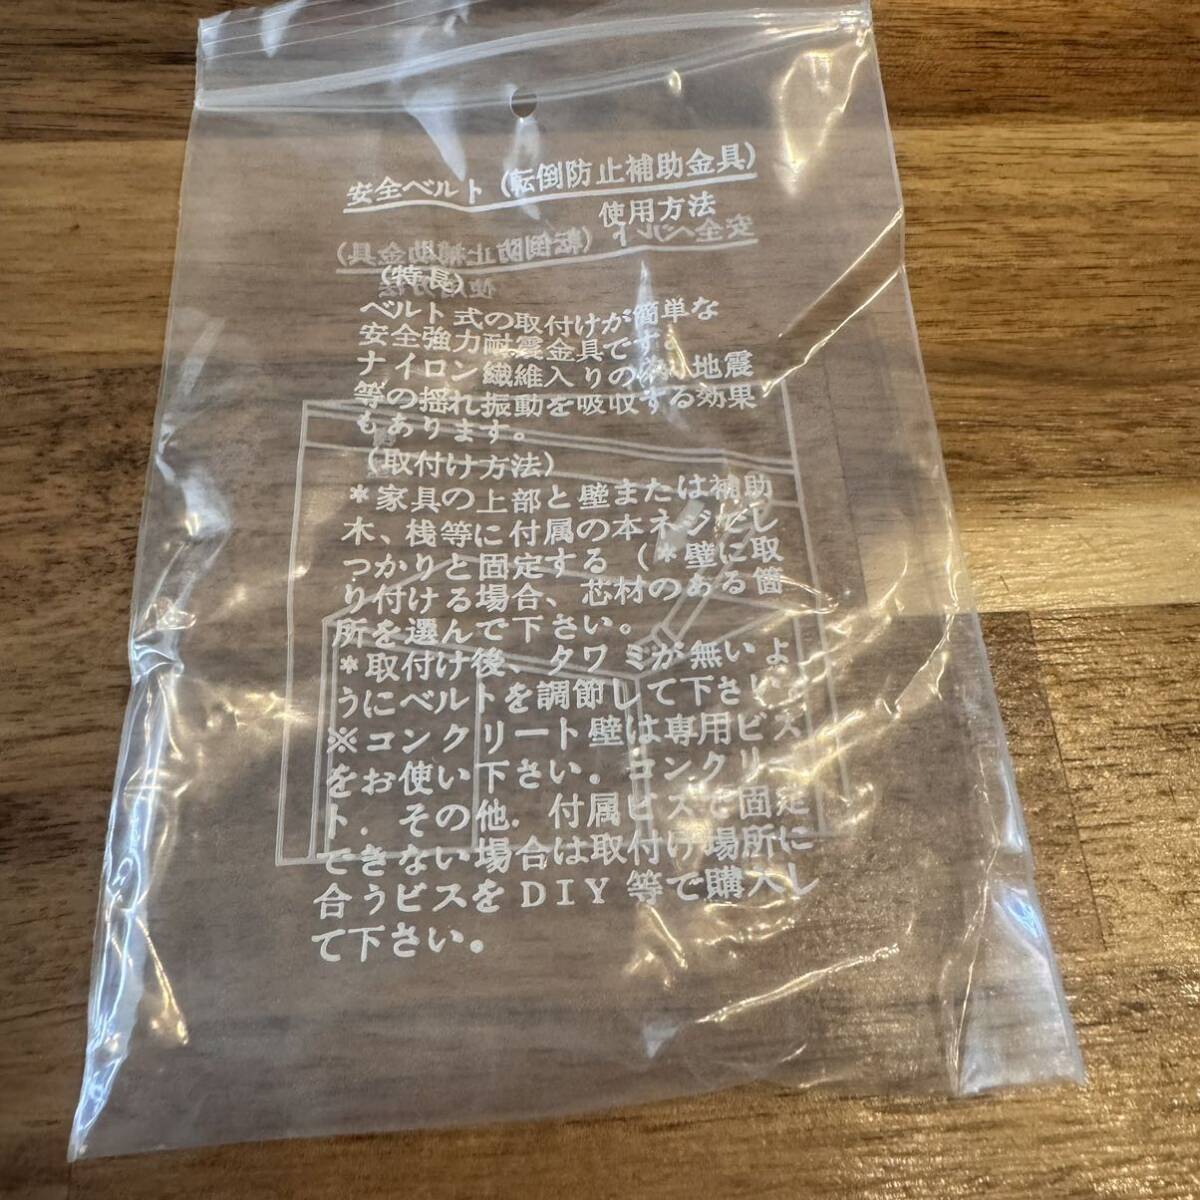 安全ベルト(転倒防止補助金具)
使用方法
(特長)
ベルト式の取付けが簡単な
安全強力耐震金具です。
ナイロン繊維入りの為、地震
等の揺れ振動を吸収する効果
もあります。
(取付け方法)
*家具の上部と壁または補助
木、桟等に付属の本ネジでし
っかりと固定する(*壁に取
り付ける場合、芯材のある箇
所を選んで下さい。
*取付け後、タワミが無いよ
うにベルトを調節して下さい。
※コンクリート壁は専用ビス
をお使い下さい.コンクリー
ト.その他.付属ビスで固定
できない場合は取付け場所に
合うビスをDIY等で購入し
て下さい。